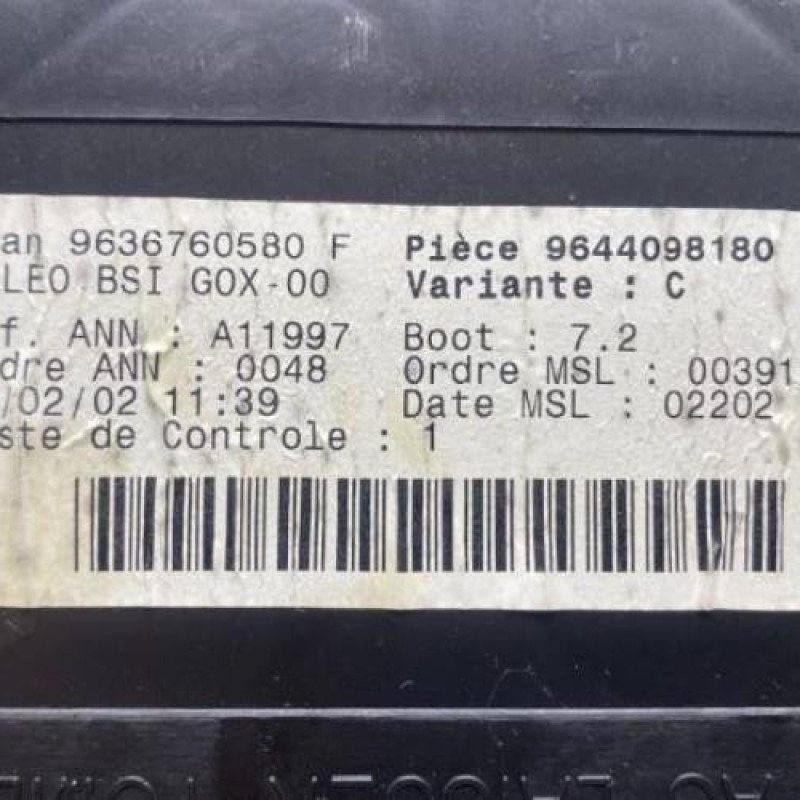 an 9636760580 F Pièce 9644098180
LEO BSI GOX-00 Variante : C
f. ANN : A11997 Boot : 7.2
dre ANN : 0048 Ordre MSL : 00391
/02/02 11:39 Date MSL : 02202
ste de Controle : 1